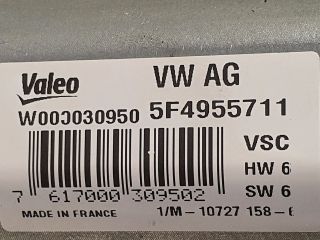 Valeo VW AG
W000030950 5F4955711
VSC
HW 6
SW 6
7 617000 309502
MADE IN FRANCE 1/M-10727 158-6